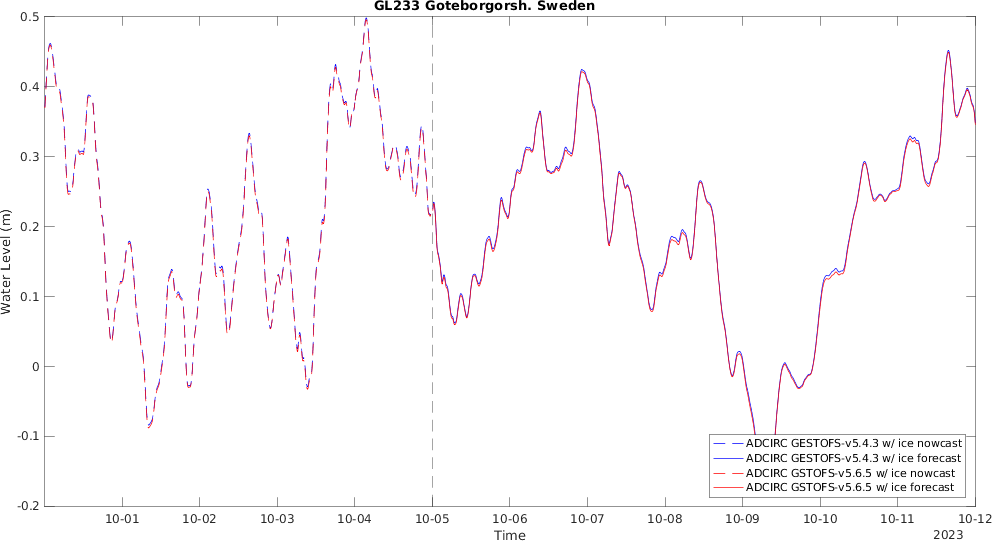 GL233 Goteborgorsh. Sweden
Water Level (m)
0.5
0.4
0.3
0.2
0.1
0
-0.1
-0.2
ADCIRC GESTOFS-v5.4.3 w/ ice nowcast
ADCIRC GESTOFS-v5.4.3 w/ ice forecast
ADCIRC GSTOFS-v5.6.5 w/ ice nowcast
ADCIRC GSTOFS-v5.6.5 w/ ice forecast
10-01 10-02 10-03 10-04 10-05 10-06 10-07 10-08 10-09 10-10 10-11 10-12
Time
2023